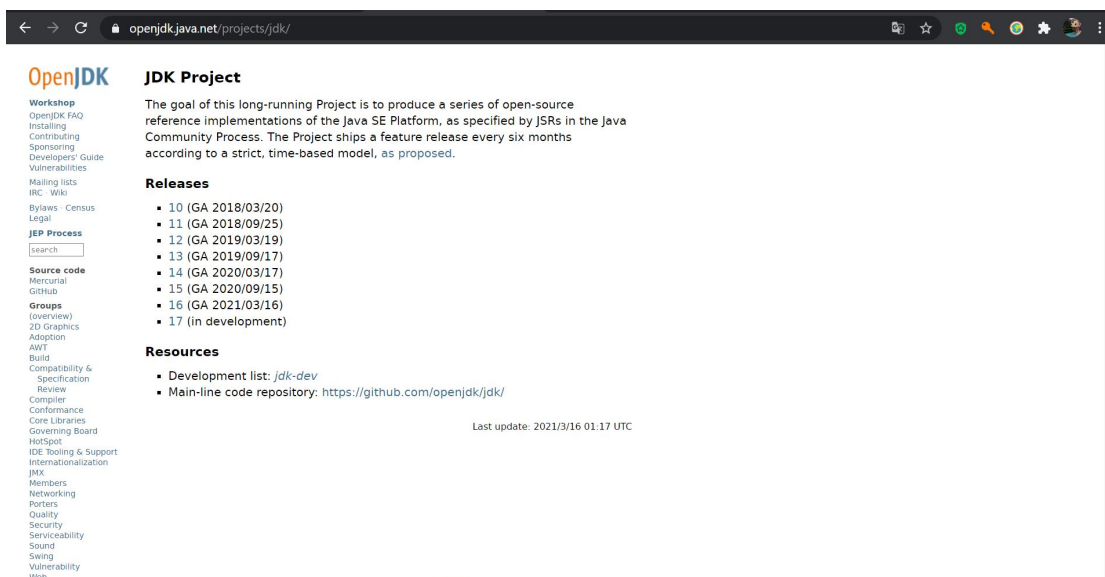 openjdk.java.net/projects/jdk/
OpenJDK
Workshop
OpenJDK FAQ
Installing
Contributing
Sponsoring
Developers' Guide
Vulnerabilities
Mailing lists
IRC · Wiki
Bylaws · Census
Legal
JEP Process
search
Source code
Mercurial
GitHub
Groups
(overview)
2D Graphics
Adoption
AWT
Build
Compatibility &
Specification
Review
Compiler
Conformance
Core Libraries
Governing Board
HotSpot
IDE Tooling & Support
Internationalization
JMX
Members
Networking
Porters
Quality
Security
Serviceability
Sound
Swing
Vulnerability
Web
JDK Project
The goal of this long-running Project is to produce a series of open-source
reference implementations of the Java SE Platform, as specified by JSRs in the Java
Community Process. The Project ships a feature release every six months
according to a strict, time-based model, as proposed.
Releases
10 (GA 2018/03/20)
11 (GA 2018/09/25)
12 (GA 2019/03/19)
13 (GA 2019/09/17)
14 (GA 2020/03/17)
15 (GA 2020/09/15)
16 (GA 2021/03/16)
17 (in development)
Resources
Development list: jdk-dev
Main-line code repository: https://github.com/openjdk/jdk/
Last update: 2021/3/16 01:17 UTC